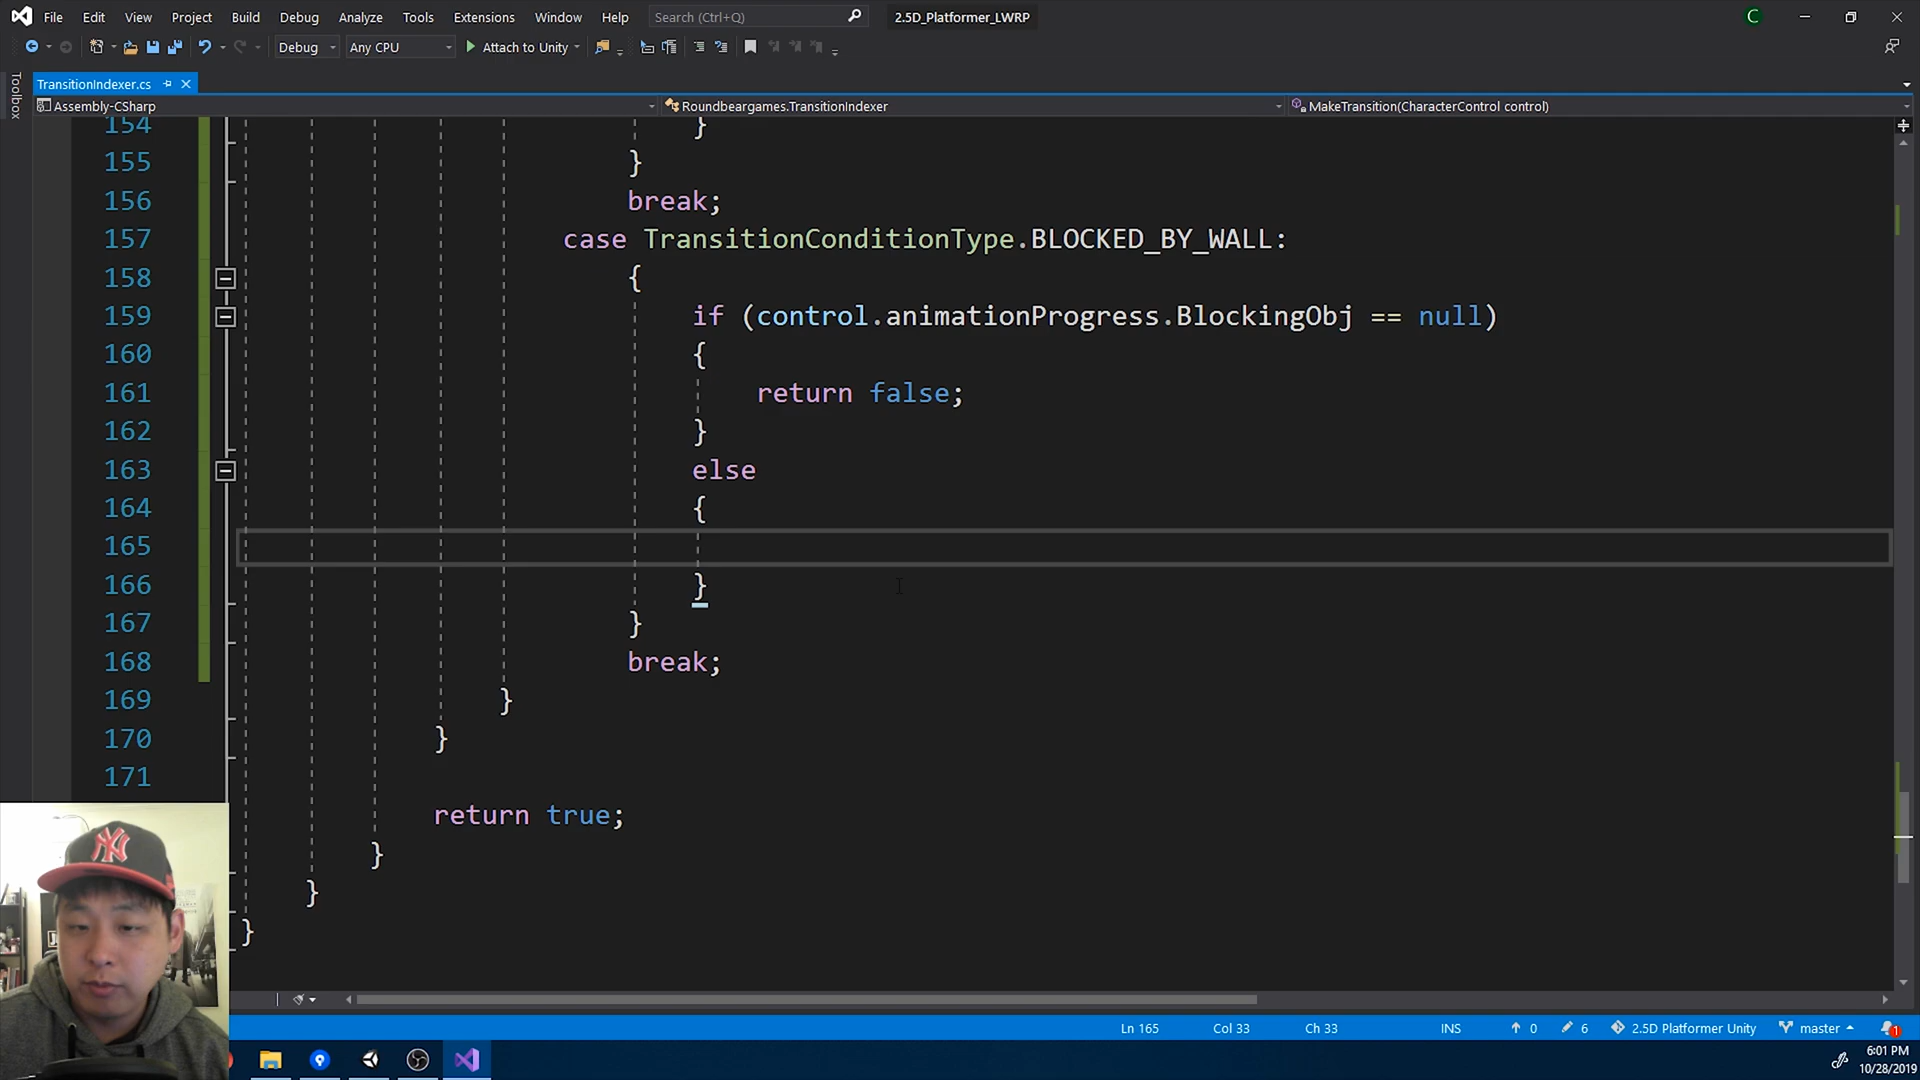 File Edit View Project Build Debug Analyze Tools Extensions Window Help Search (Ctrl+Q) 2.5D_Platformer_LWRP C
Debug Any CPU Attach to Unity
Toolbox
TransitionIndexer.cs
Assembly-CSharp Roundbeargames.TransitionIndexer MakeTransition(CharacterControl control)
154 }
155 }
156 break;
157 case TransitionConditionType.BLOCKED_BY_WALL:
158 {
159 if (control.animationProgress.BlockingObj == null)
160 {
161 return false;
162 }
163 else
164 {
165
166 }
167 }
168 break;
169 }
170 }
171
return true;
}
}
}
Ln 165 Col 33 Ch 33 INS 0 6 2.5D Platformer Unity master 1
6:01 PM
10/28/2019